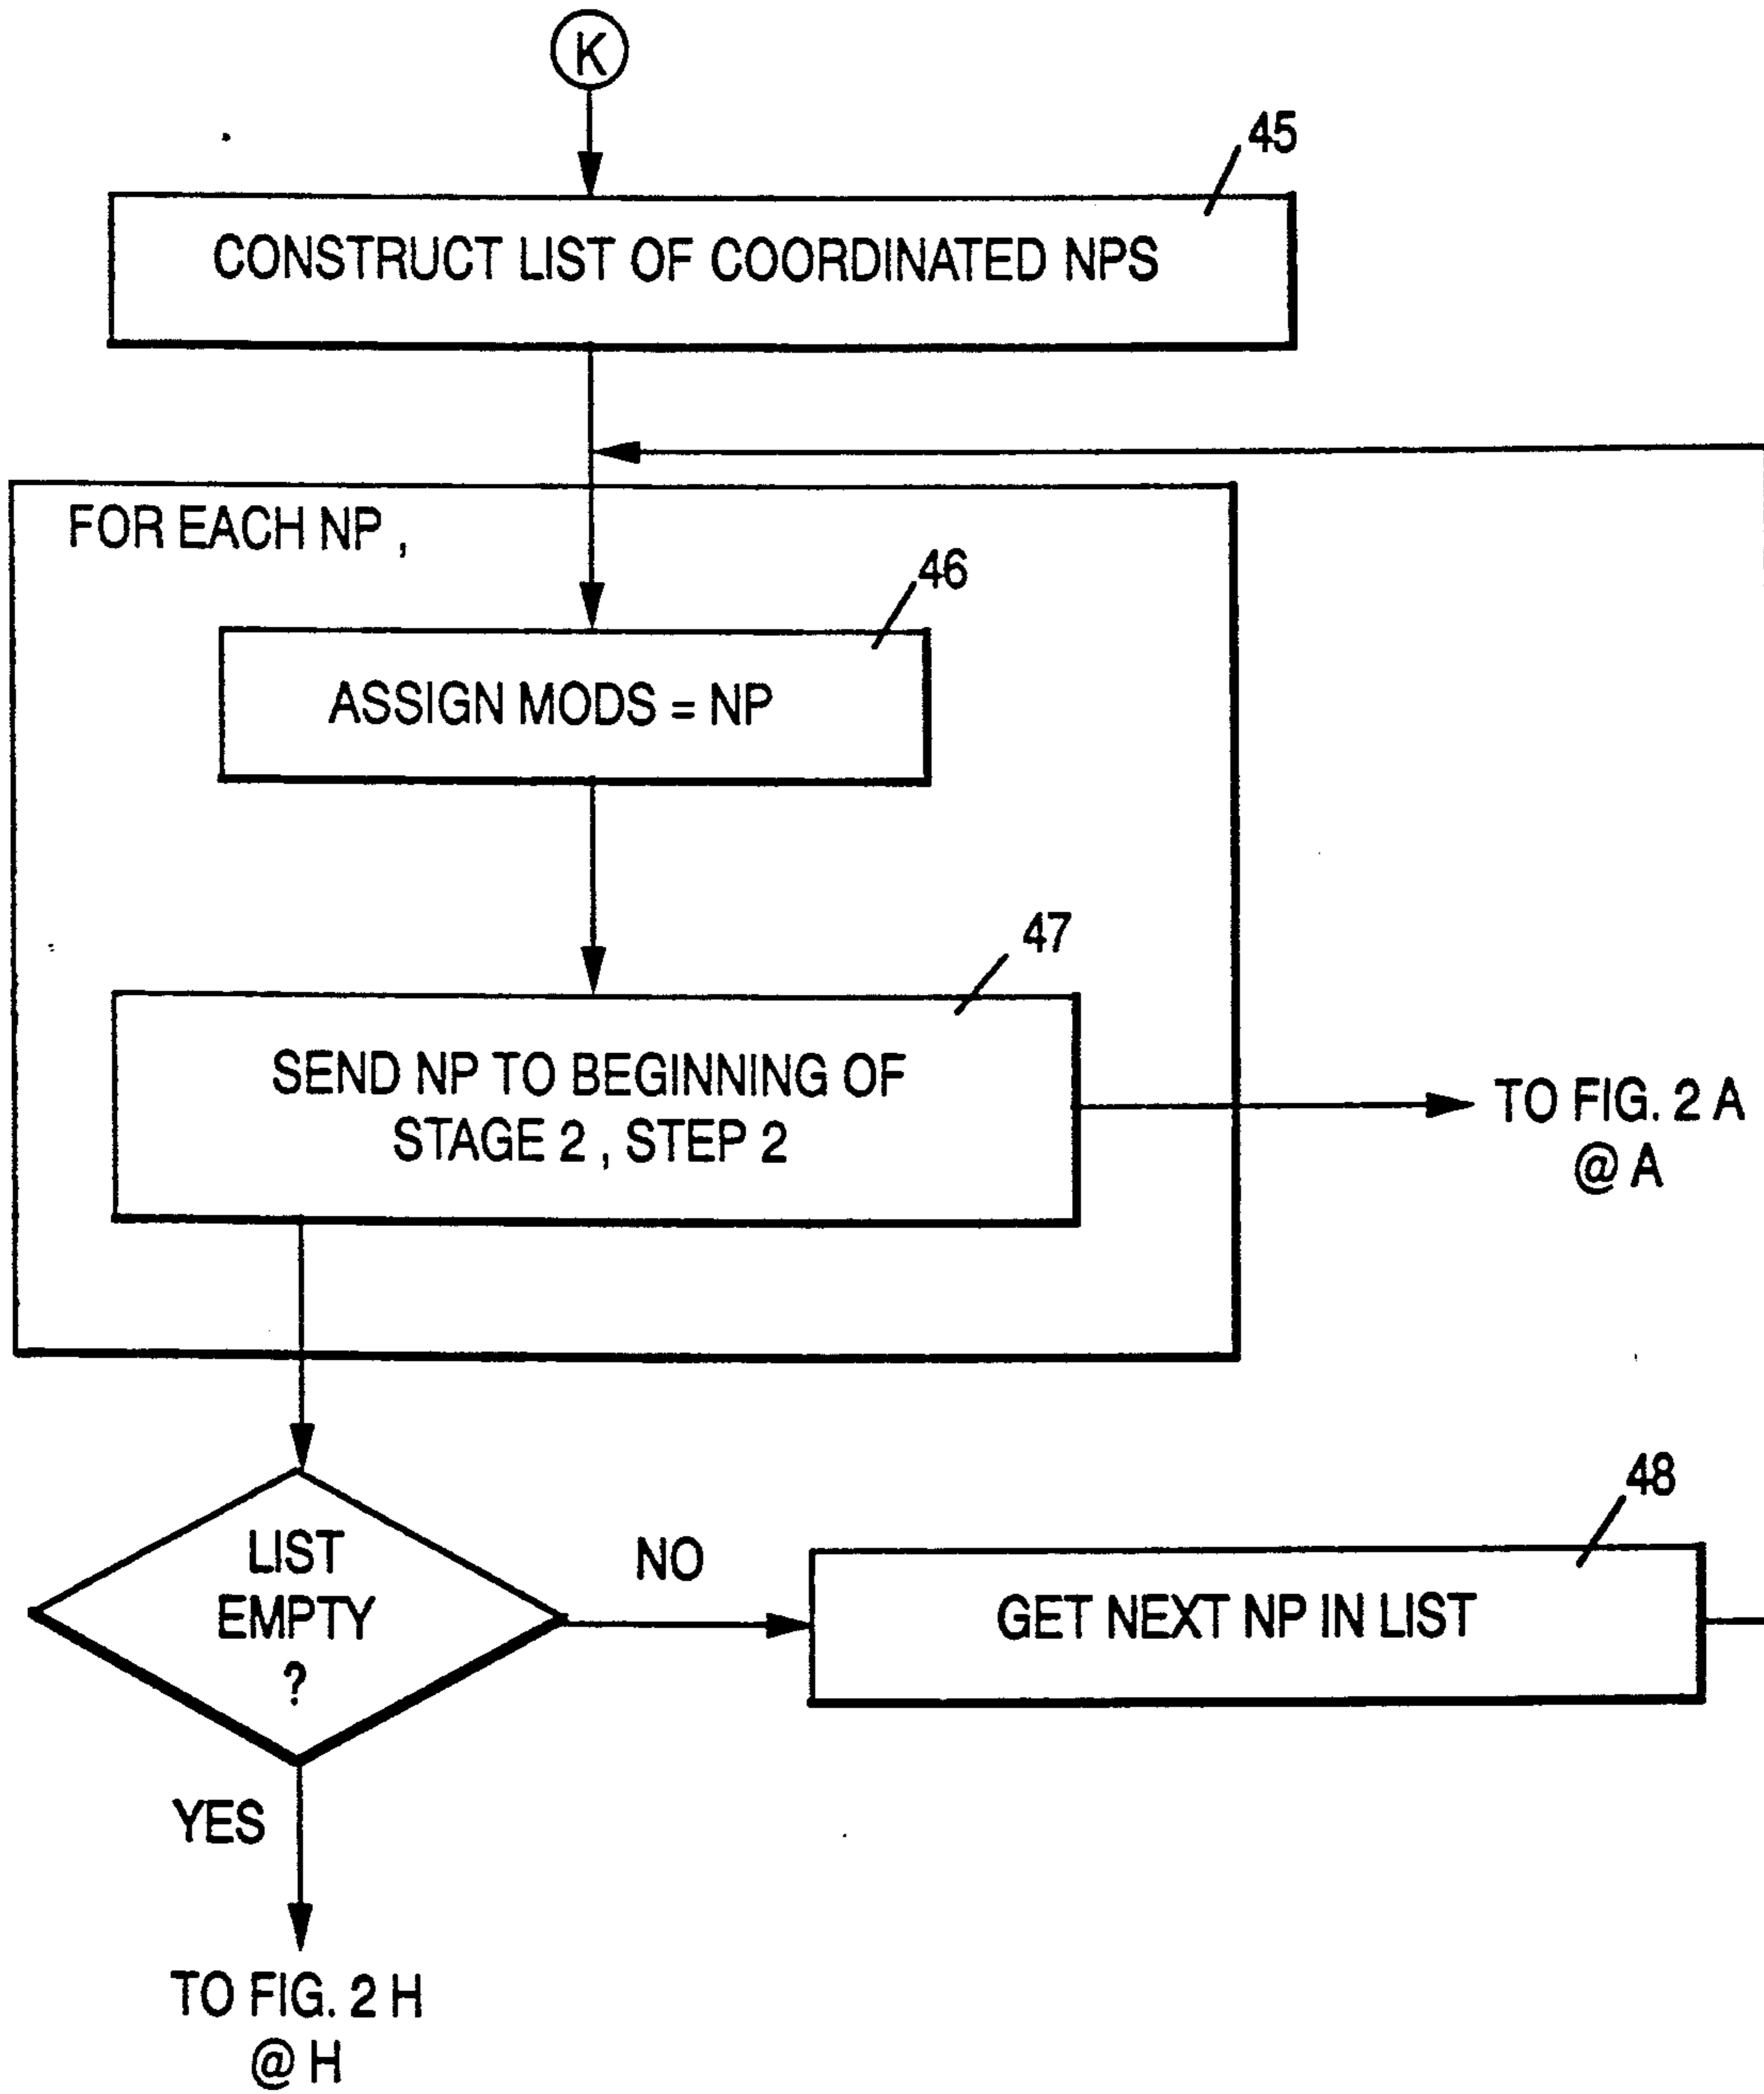 K
45
CONSTRUCT LIST OF COORDINATED NPS
FOR EACH NP ,
46
ASSIGN MODS = NP
47
SEND NP TO BEGINNING OF
STAGE 2 , STEP 2
TO FIG. 2 A
@ A
LIST
EMPTY
?
NO
48
GET NEXT NP IN LIST
YES
TO FIG. 2 H
@ H